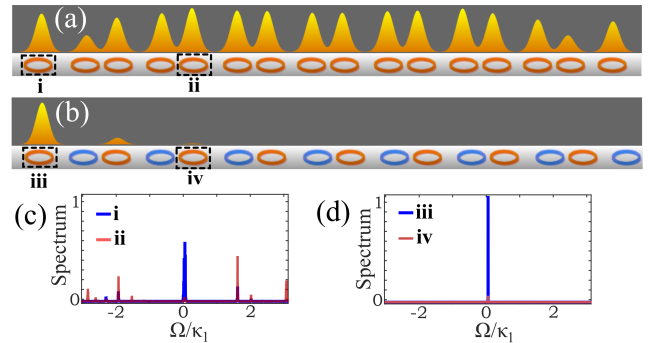 (a)
i ii
(b)
iii iv
(c) (d)
1 1
Spectrum Spectrum
i iii
ii iv
0 0
-2 0 2 -2 0 2
Ω/κ₁ Ω/κ₁